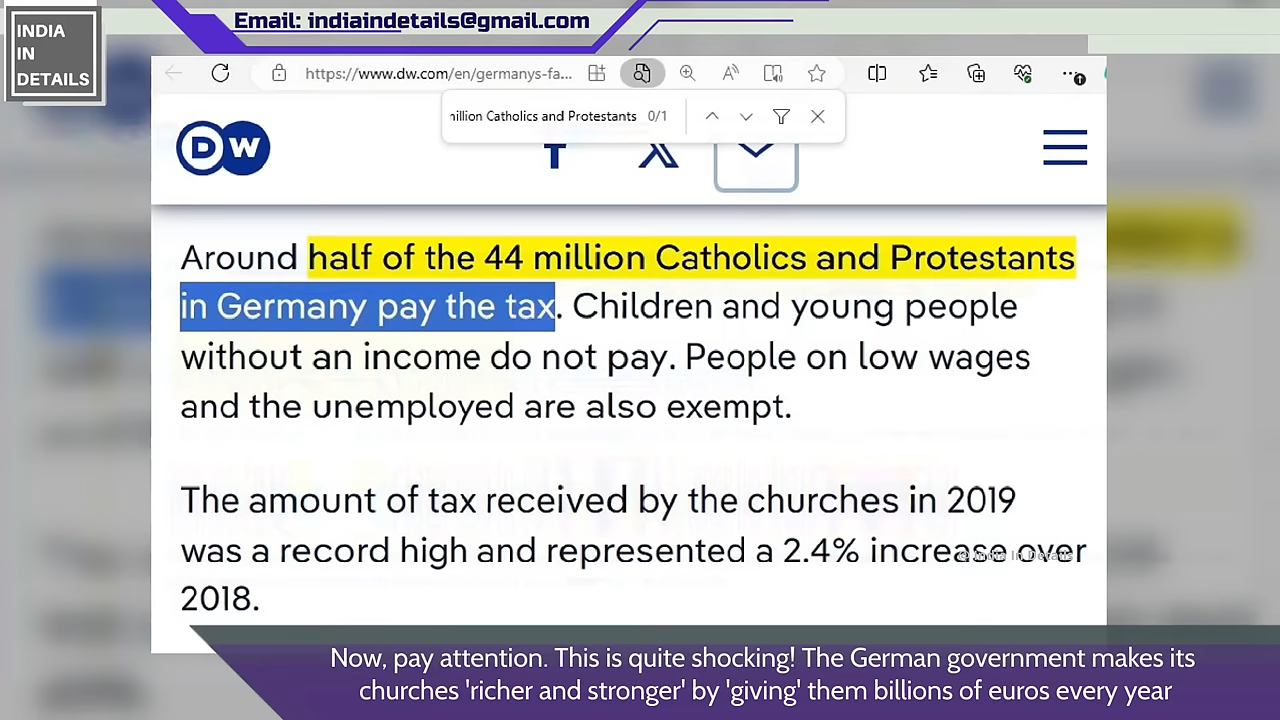 Email: indiaindetails@gmail.com
INDIA
IN
DETAILS
https://www.dw.com/en/germanys-fa...
nillion Catholics and Protestants 0/1
DW
Around half of the 44 million Catholics and Protestants
in Germany pay the tax. Children and young people
without an income do not pay. People on low wages
and the unemployed are also exempt.
The amount of tax received by the churches in 2019
was a record high and represented a 2.4% increase over
2018.
© India In Details
Now, pay attention. This is quite shocking! The German government makes its
churches 'richer and stronger' by 'giving' them billions of euros every year